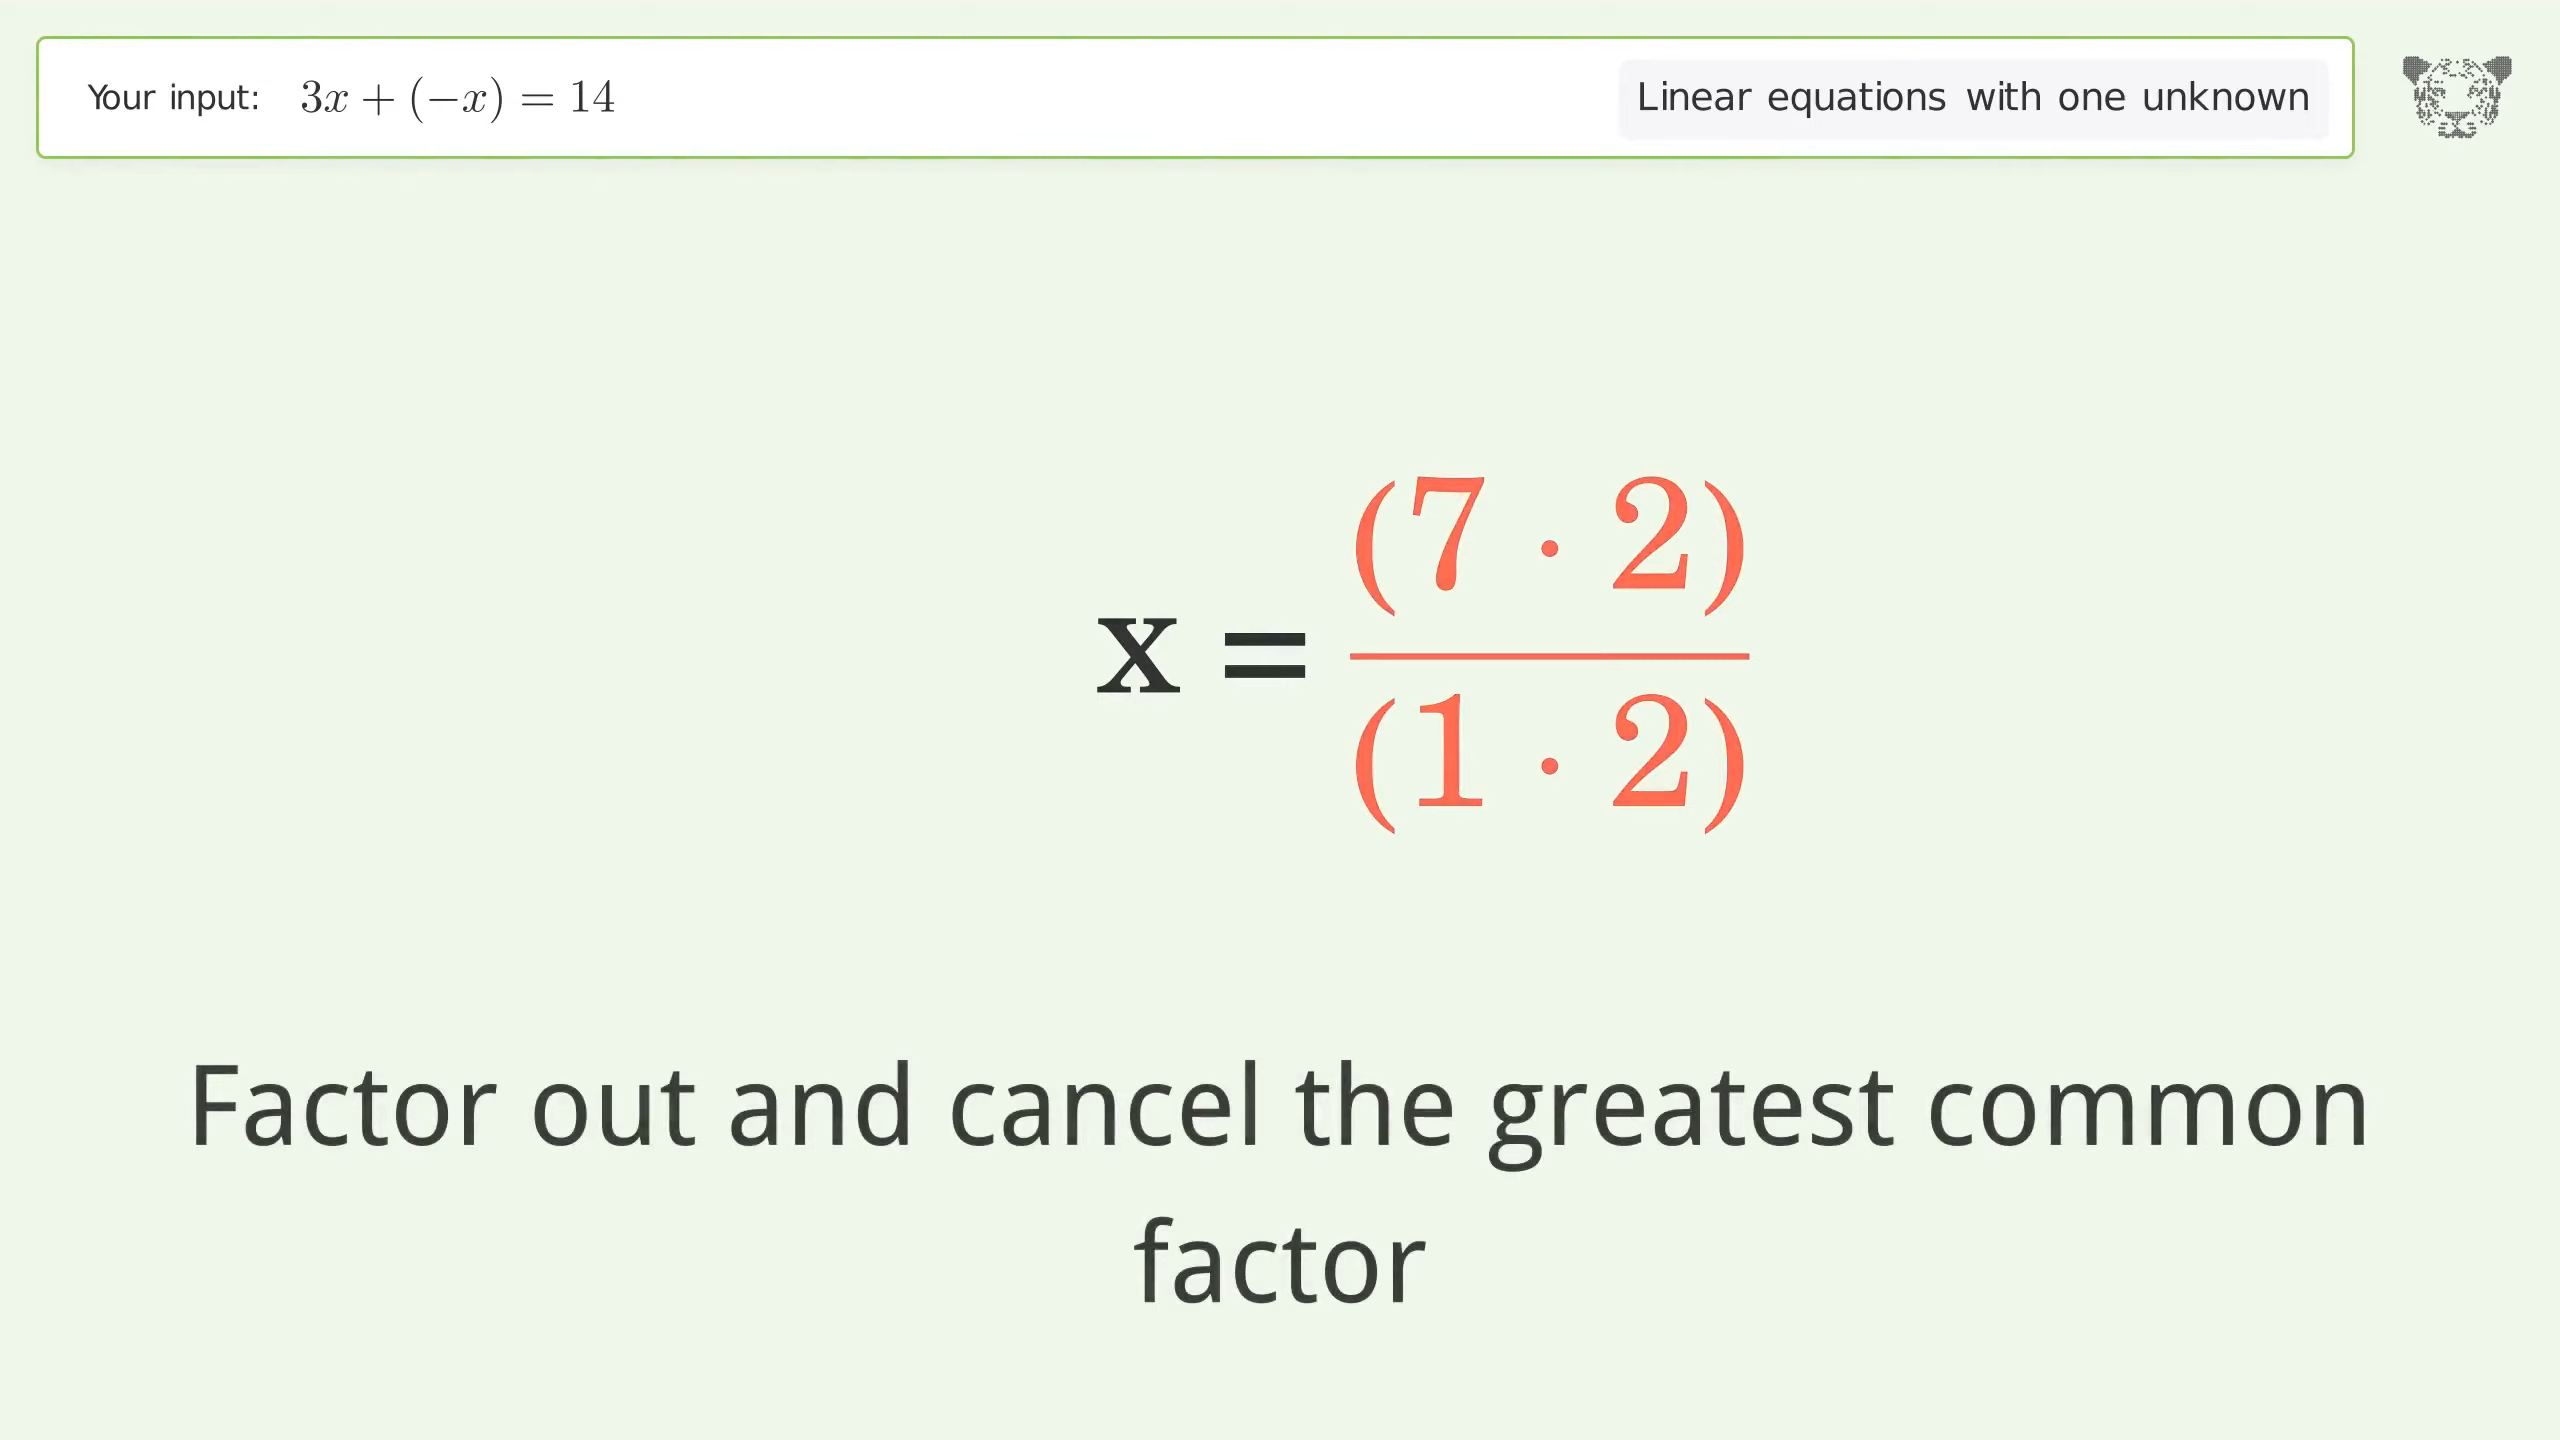 Your input: 3x + (−x) = 14
Linear equations with one unknown
x = (7 · 2) / (1 · 2)
Factor out and cancel the greatest common
factor